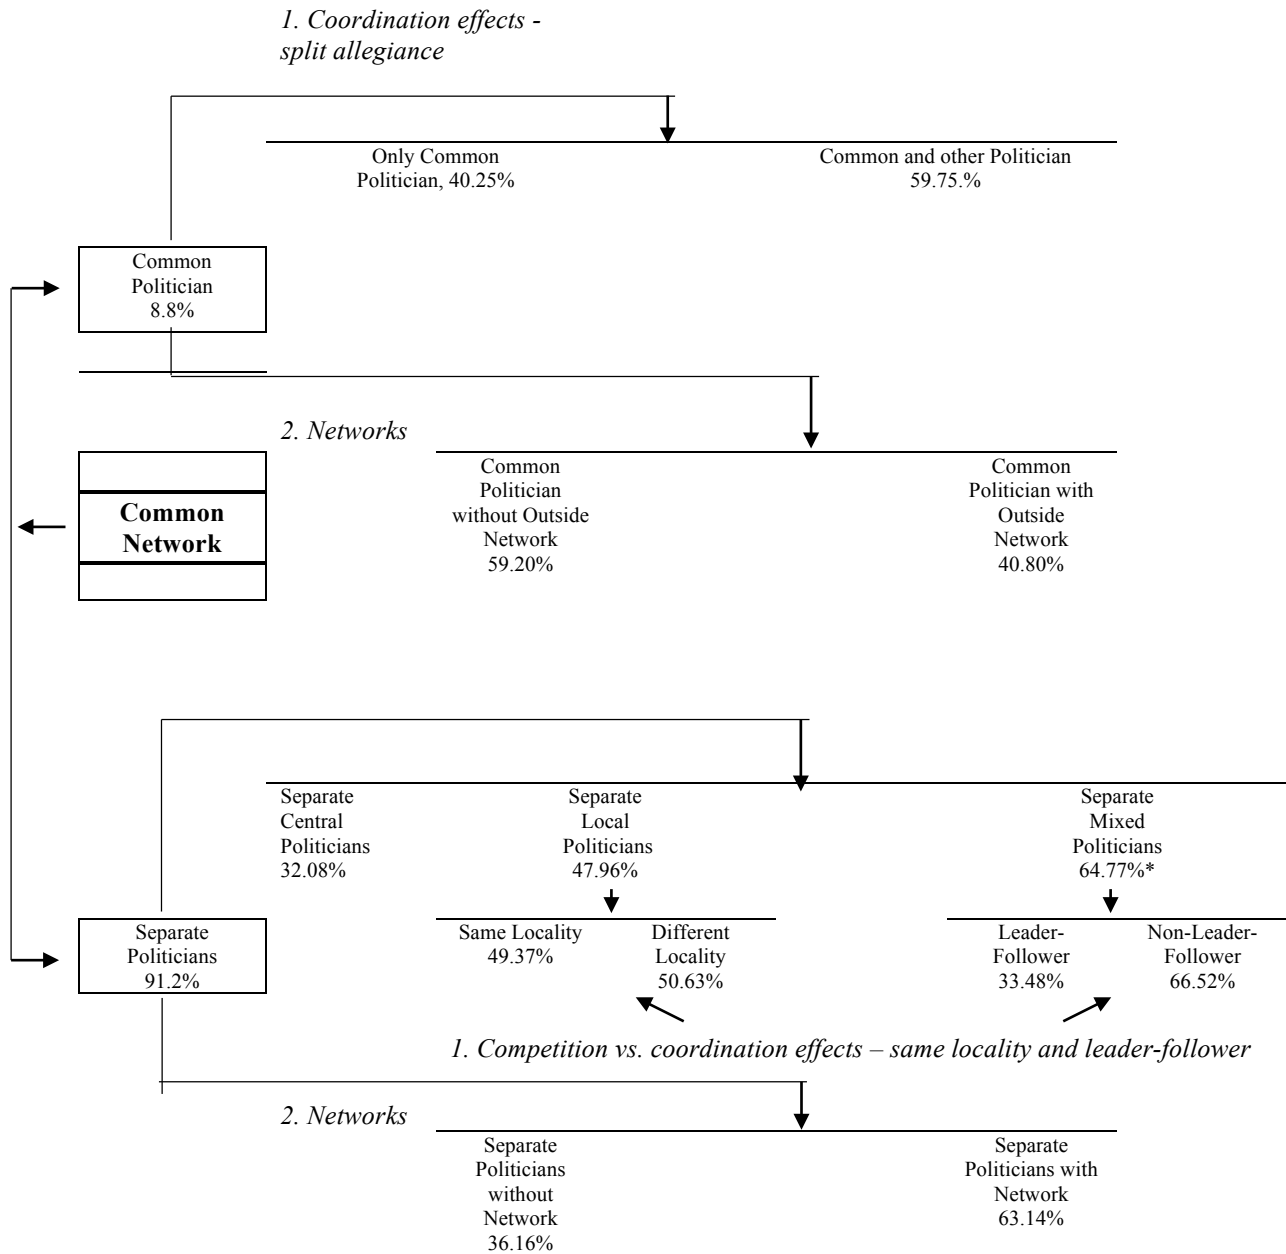 1. Coordination effects -
split allegiance
Only Common
Politician, 40.25%
Common and other Politician
59.75.%
Common
Politician
8.8%
2. Networks
Common
Politician
without Outside
Network
59.20%
Common
Politician with
Outside
Network
40.80%
Common
Network
Separate
Central
Politicians
32.08%
Separate
Local
Politicians
47.96%
Separate
Mixed
Politicians
64.77%*
Separate
Politicians
91.2%
Same Locality
49.37%
Different
Locality
50.63%
Leader-
Follower
33.48%
Non-Leader-
Follower
66.52%
1. Competition vs. coordination effects – same locality and leader-follower
2. Networks
Separate
Politicians
without
Network
36.16%
Separate
Politicians with
Network
63.14%